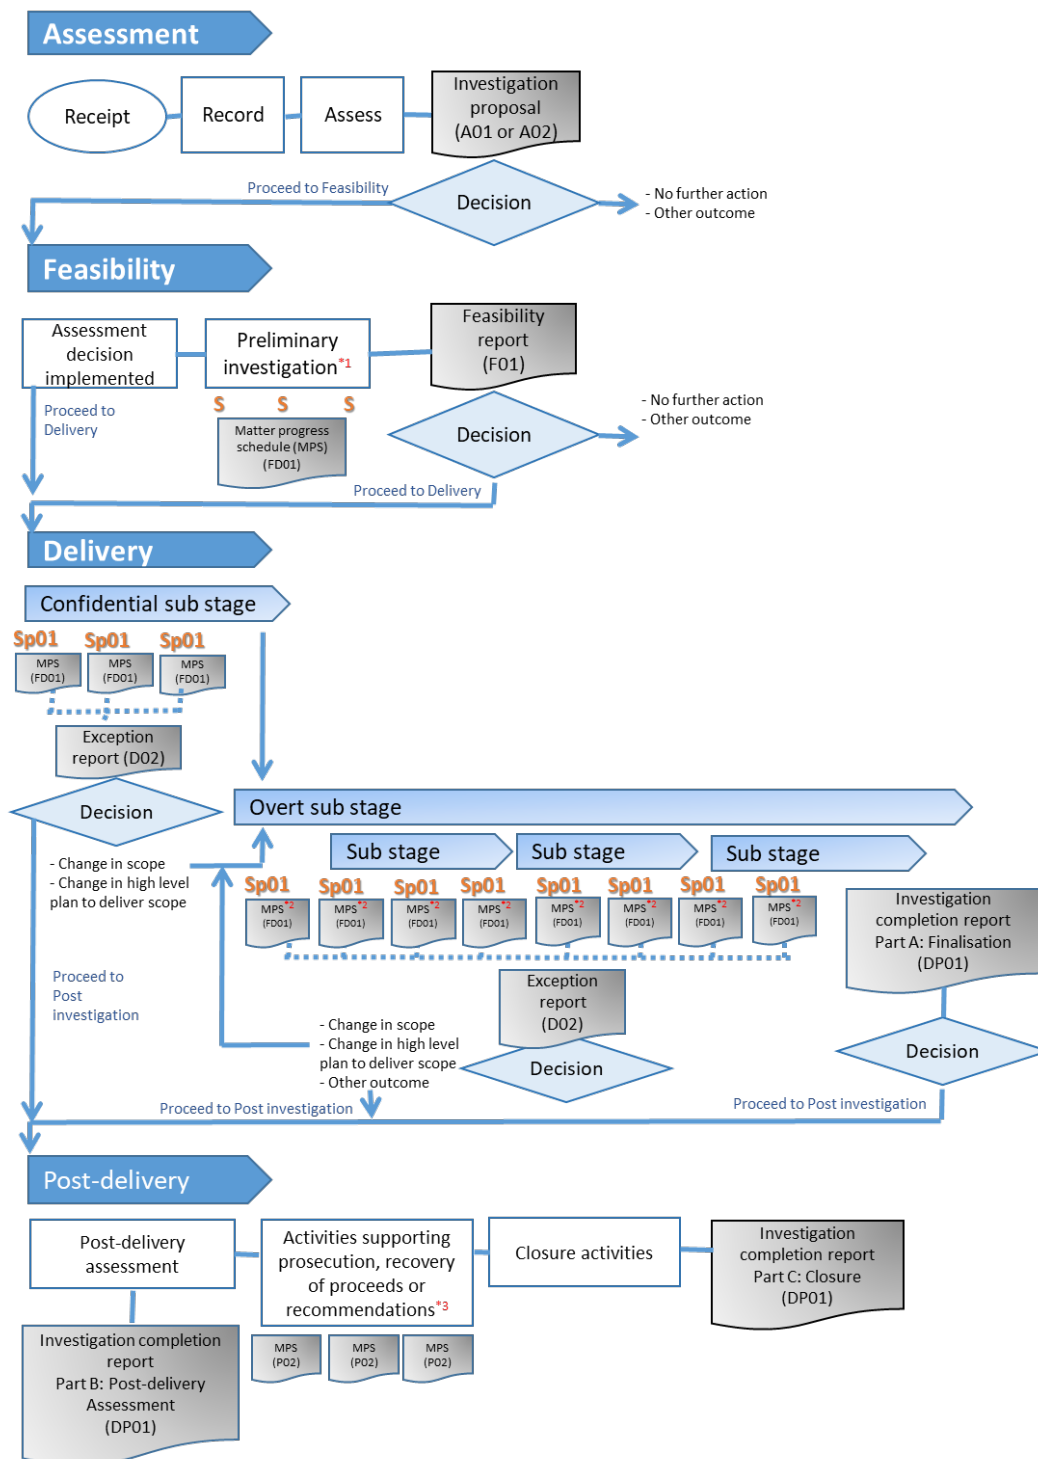 Assessment
Receipt
Record
Assess
Investigation
proposal
(A01 or A02)
Proceed to Feasibility
Decision
- No further action
- Other outcome
Feasibility
Assessment
decision
implemented
Preliminary
investigation*1
Feasibility
report
(F01)
S S S
Matter progress
schedule (MPS)
(FD01)
Proceed to
Delivery
Decision
- No further action
- Other outcome
Proceed to Delivery
Delivery
Confidential sub stage
Sp01 Sp01 Sp01
MPS
(FD01)
MPS
(FD01)
MPS
(FD01)
Exception
report (D02)
Decision
Overt sub stage
- Change in scope
- Change in high level
plan to deliver scope
Sub stage
Sub stage
Sub stage
Sp01 Sp01 Sp01 Sp01 Sp01 Sp01 Sp01 Sp01
MPS*2
(FD01)
MPS*2
(FD01)
MPS*2
(FD01)
MPS*2
(FD01)
MPS*2
(FD01)
MPS*2
(FD01)
MPS*2
(FD01)
MPS*2
(FD01)
Investigation
completion report
Part A: Finalisation
(DP01)
Proceed to
Post
investigation
Exception
report
(D02)
- Change in scope
- Change in high level
plan to deliver scope
- Other outcome
Decision
Decision
Proceed to Post investigation
Proceed to Post investigation
Post-delivery
Post-delivery
assessment
Activities supporting
prosecution, recovery
of proceeds or
recommendations*3
Closure activities
Investigation
completion report
Part C: Closure
(DP01)
Investigation completion
report
Part B: Post-delivery
Assessment
(DP01)
MPS
(P02)
MPS
(P02)
MPS
(P02)